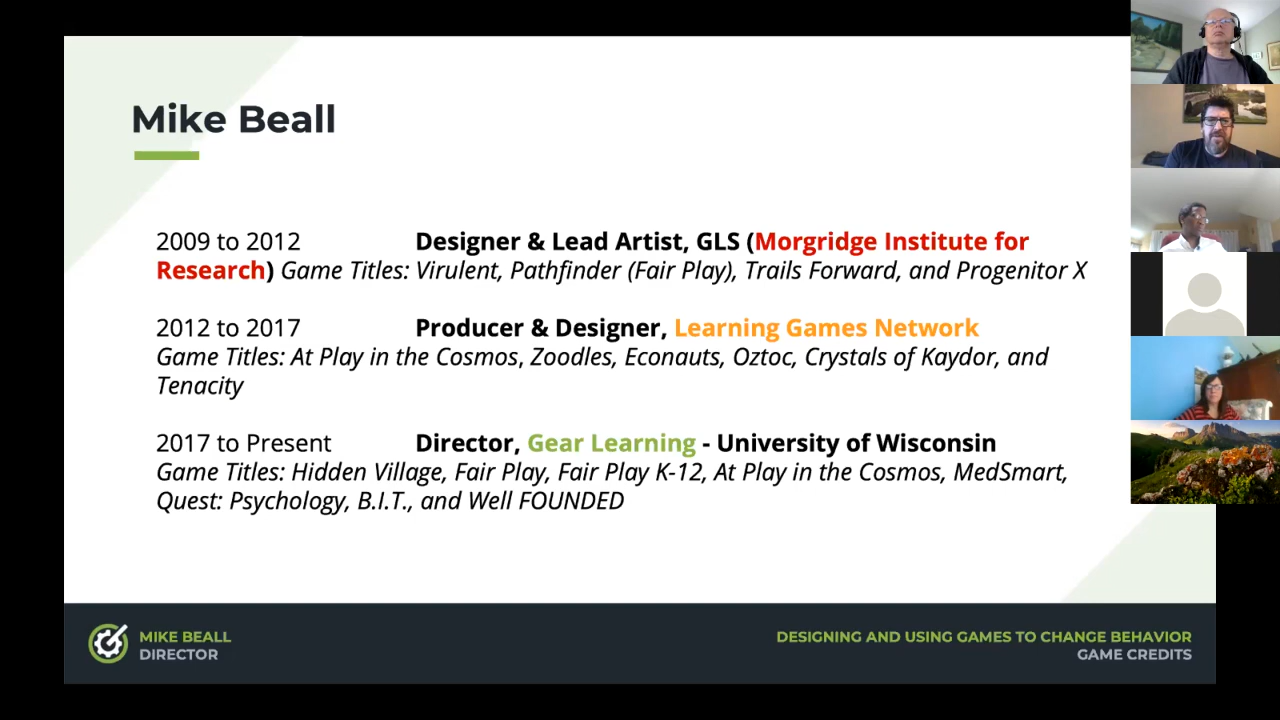 Mike Beall
2009 to 2012 Designer & Lead Artist, GLS (Morgridge Institute for
Research) Game Titles: Virulent, Pathfinder (Fair Play), Trails Forward, and Progenitor X
2012 to 2017 Producer & Designer, Learning Games Network
Game Titles: At Play in the Cosmos, Zoodles, Econauts, Oztoc, Crystals of Kaydor, and
Tenacity
2017 to Present Director, Gear Learning - University of Wisconsin
Game Titles: Hidden Village, Fair Play, Fair Play K-12, At Play in the Cosmos, MedSmart,
Quest: Psychology, B.I.T., and Well FOUNDED
MIKE BEALL
DIRECTOR
DESIGNING AND USING GAMES TO CHANGE BEHAVIOR
GAME CREDITS